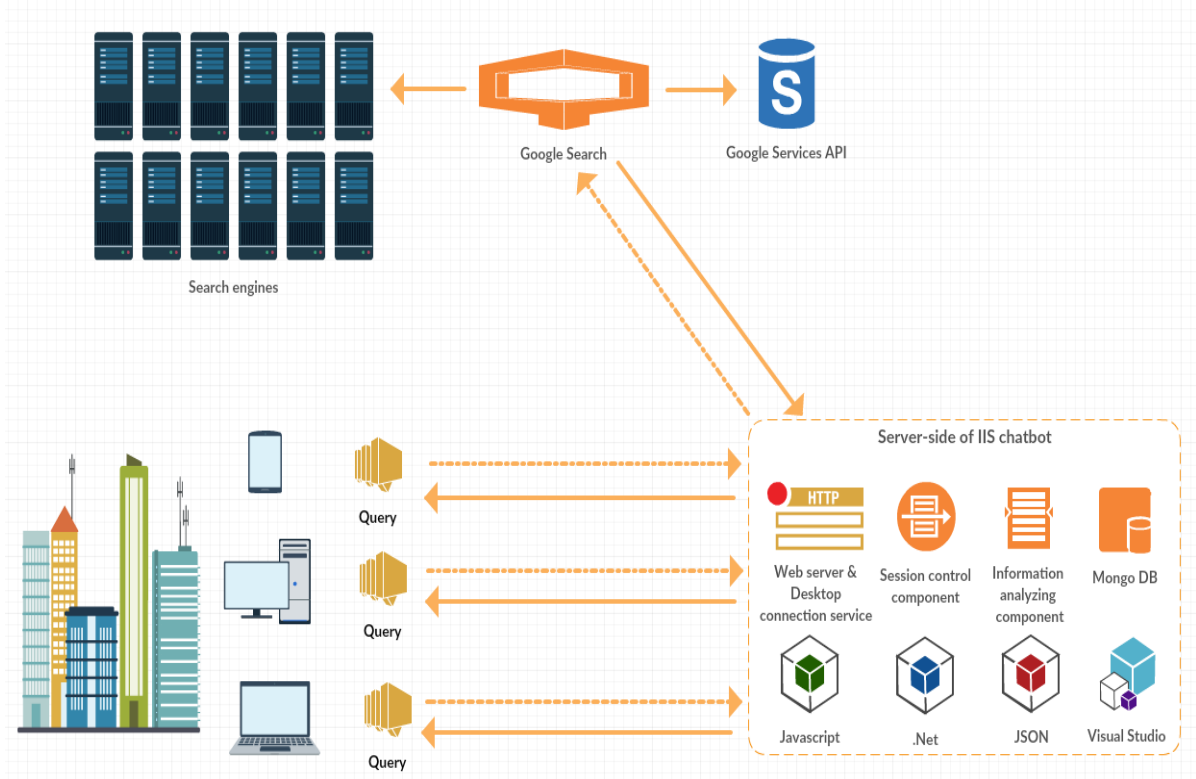 Google Search
Google Services API
Search engines
Server-side of IIS chatbot
HTTP
Query
Web server &
Desktop
connection service
Session control
component
Information
analyzing
component
Mongo DB
Query
Javascript
.Net
JSON
Visual Studio
Query
S